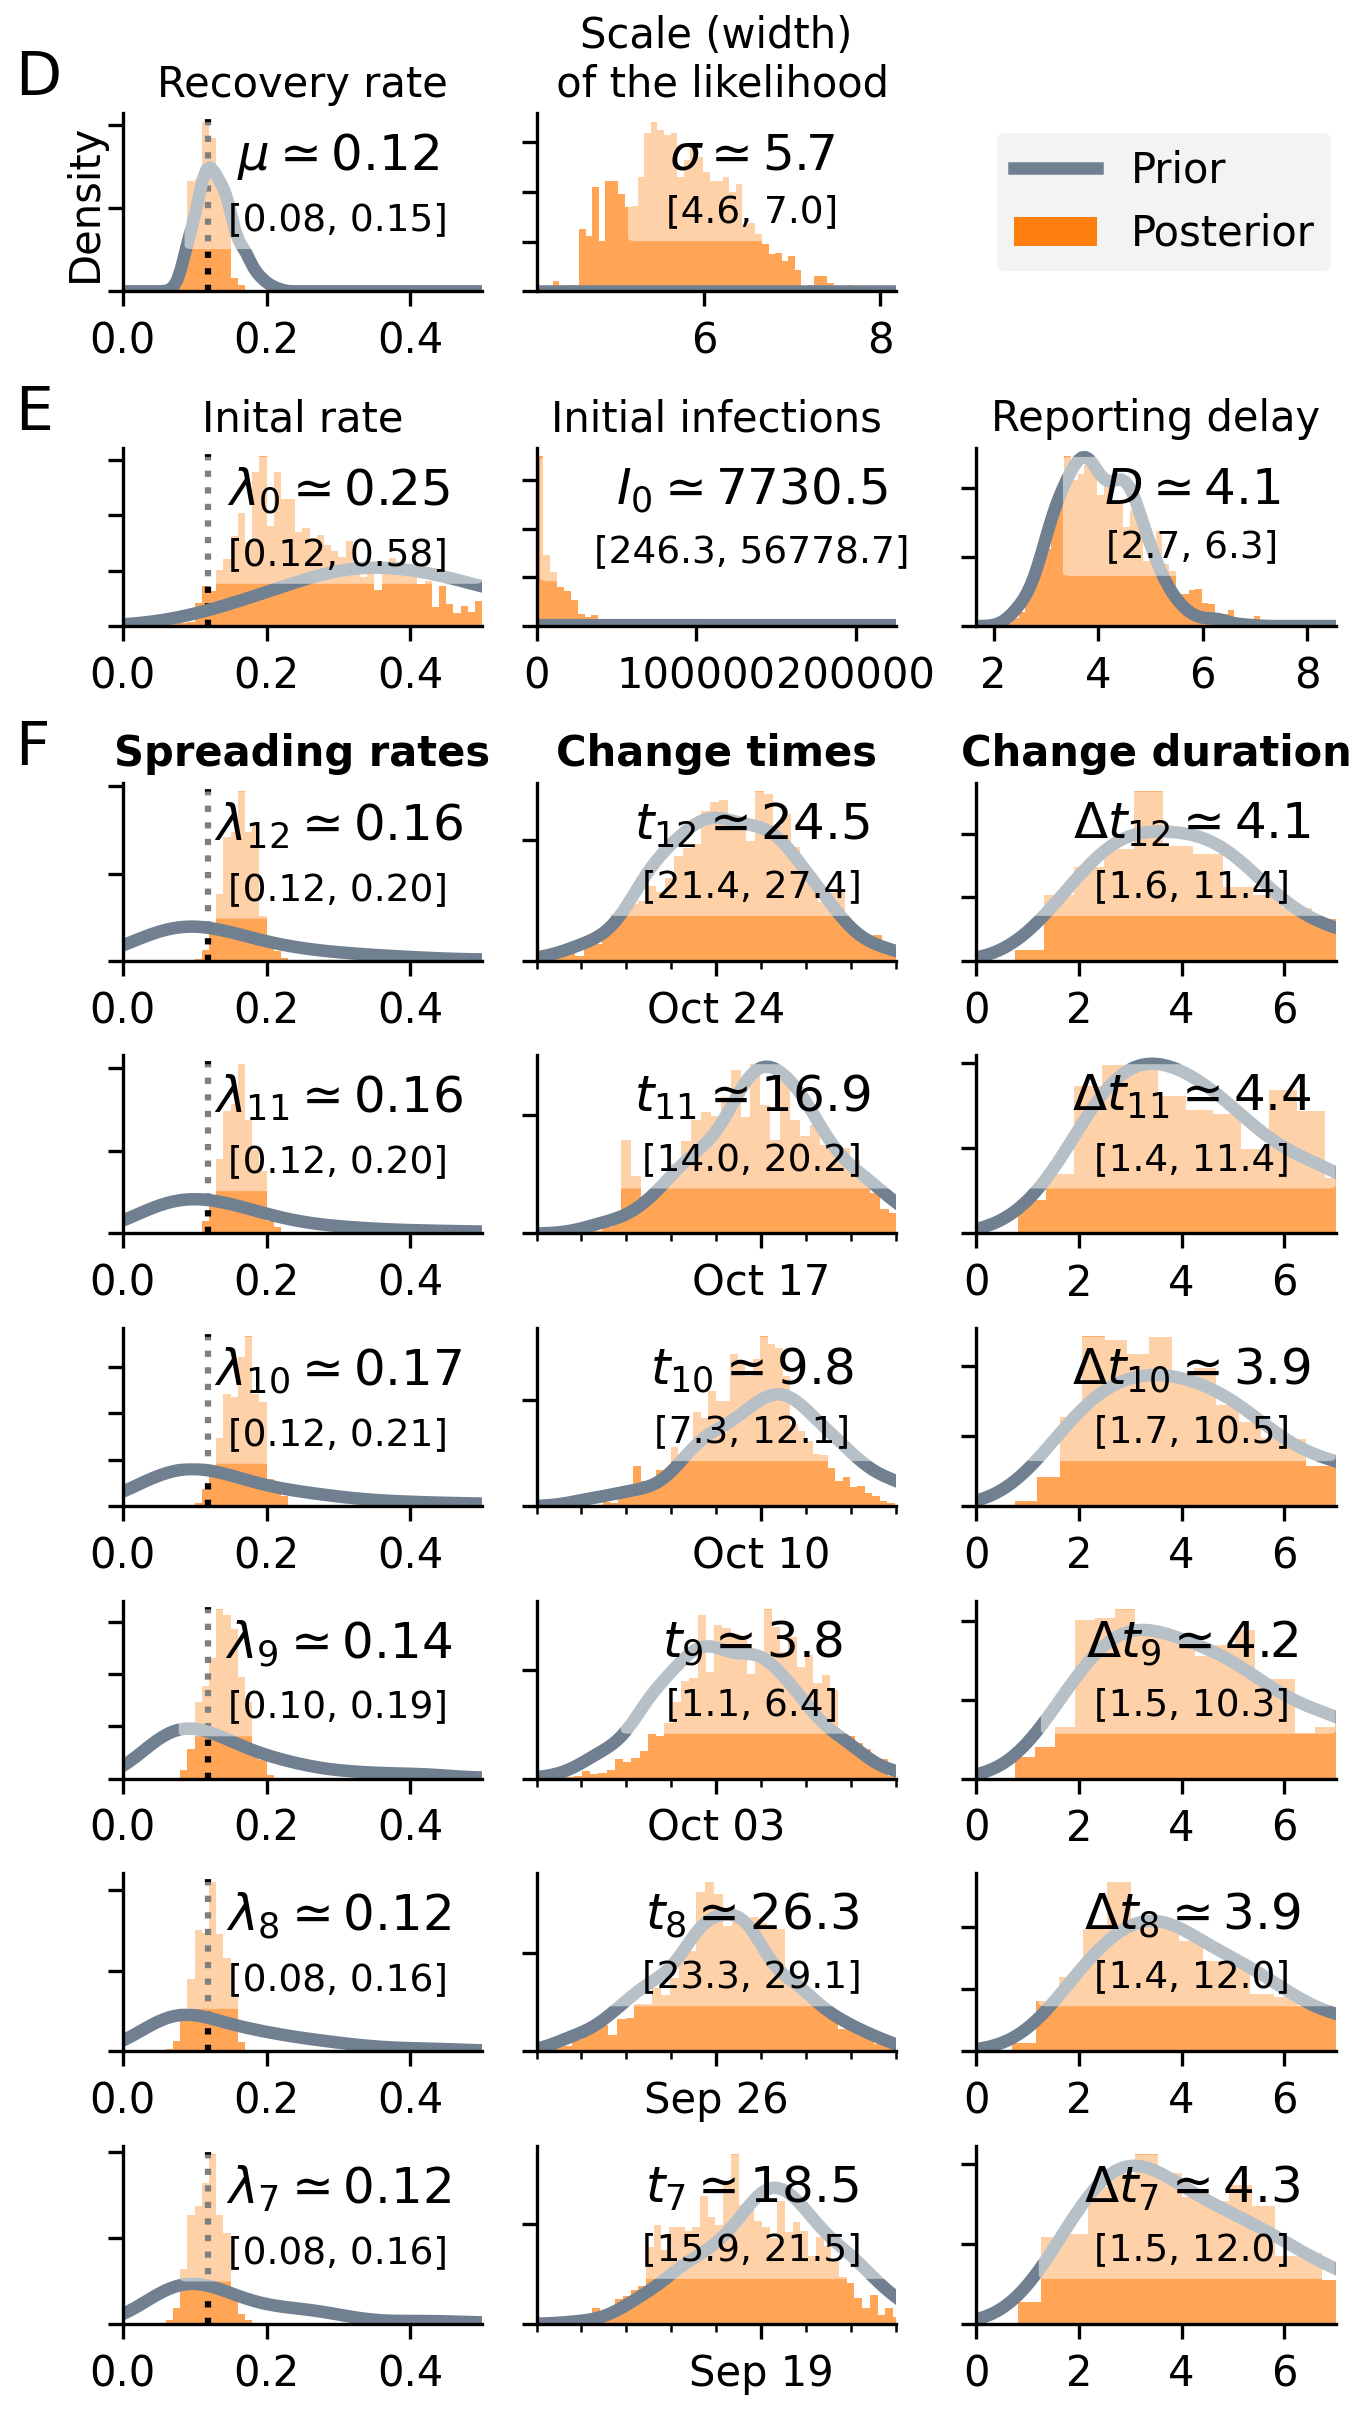 D
Recovery rate
Scale (width)
of the likelihood
Density
μ ≃ 0.12
[0.08, 0.15]
0.0 0.2 0.4
σ ≃ 5.7
[4.6, 7.0]
6 8
Prior
Posterior
E
Inital rate
λ0 ≃ 0.25
[0.12, 0.58]
0.0 0.2 0.4
Initial infections
I0 ≃ 7730.5
[246.3, 56778.7]
0 100000 200000
Reporting delay
D ≃ 4.1
[2.7, 6.3]
2 4 6 8
F
Spreading rates
Change times
Change duration
λ12 ≃ 0.16
[0.12, 0.20]
0.0 0.2 0.4
t12 ≃ 24.5
[21.4, 27.4]
Oct 24
Δt12 ≃ 4.1
[1.6, 11.4]
0 2 4 6
λ11 ≃ 0.16
[0.12, 0.20]
0.0 0.2 0.4
t11 ≃ 16.9
[14.0, 20.2]
Oct 17
Δt11 ≃ 4.4
[1.4, 11.4]
0 2 4 6
λ10 ≃ 0.17
[0.12, 0.21]
0.0 0.2 0.4
t10 ≃ 9.8
[7.3, 12.1]
Oct 10
Δt10 ≃ 3.9
[1.7, 10.5]
0 2 4 6
λ9 ≃ 0.14
[0.10, 0.19]
0.0 0.2 0.4
t9 ≃ 3.8
[1.1, 6.4]
Oct 03
Δt9 ≃ 4.2
[1.5, 10.3]
0 2 4 6
λ8 ≃ 0.12
[0.08, 0.16]
0.0 0.2 0.4
t8 ≃ 26.3
[23.3, 29.1]
Sep 26
Δt8 ≃ 3.9
[1.4, 12.0]
0 2 4 6
λ7 ≃ 0.12
[0.08, 0.16]
0.0 0.2 0.4
t7 ≃ 18.5
[15.9, 21.5]
Sep 19
Δt7 ≃ 4.3
[1.5, 12.0]
0 2 4 6